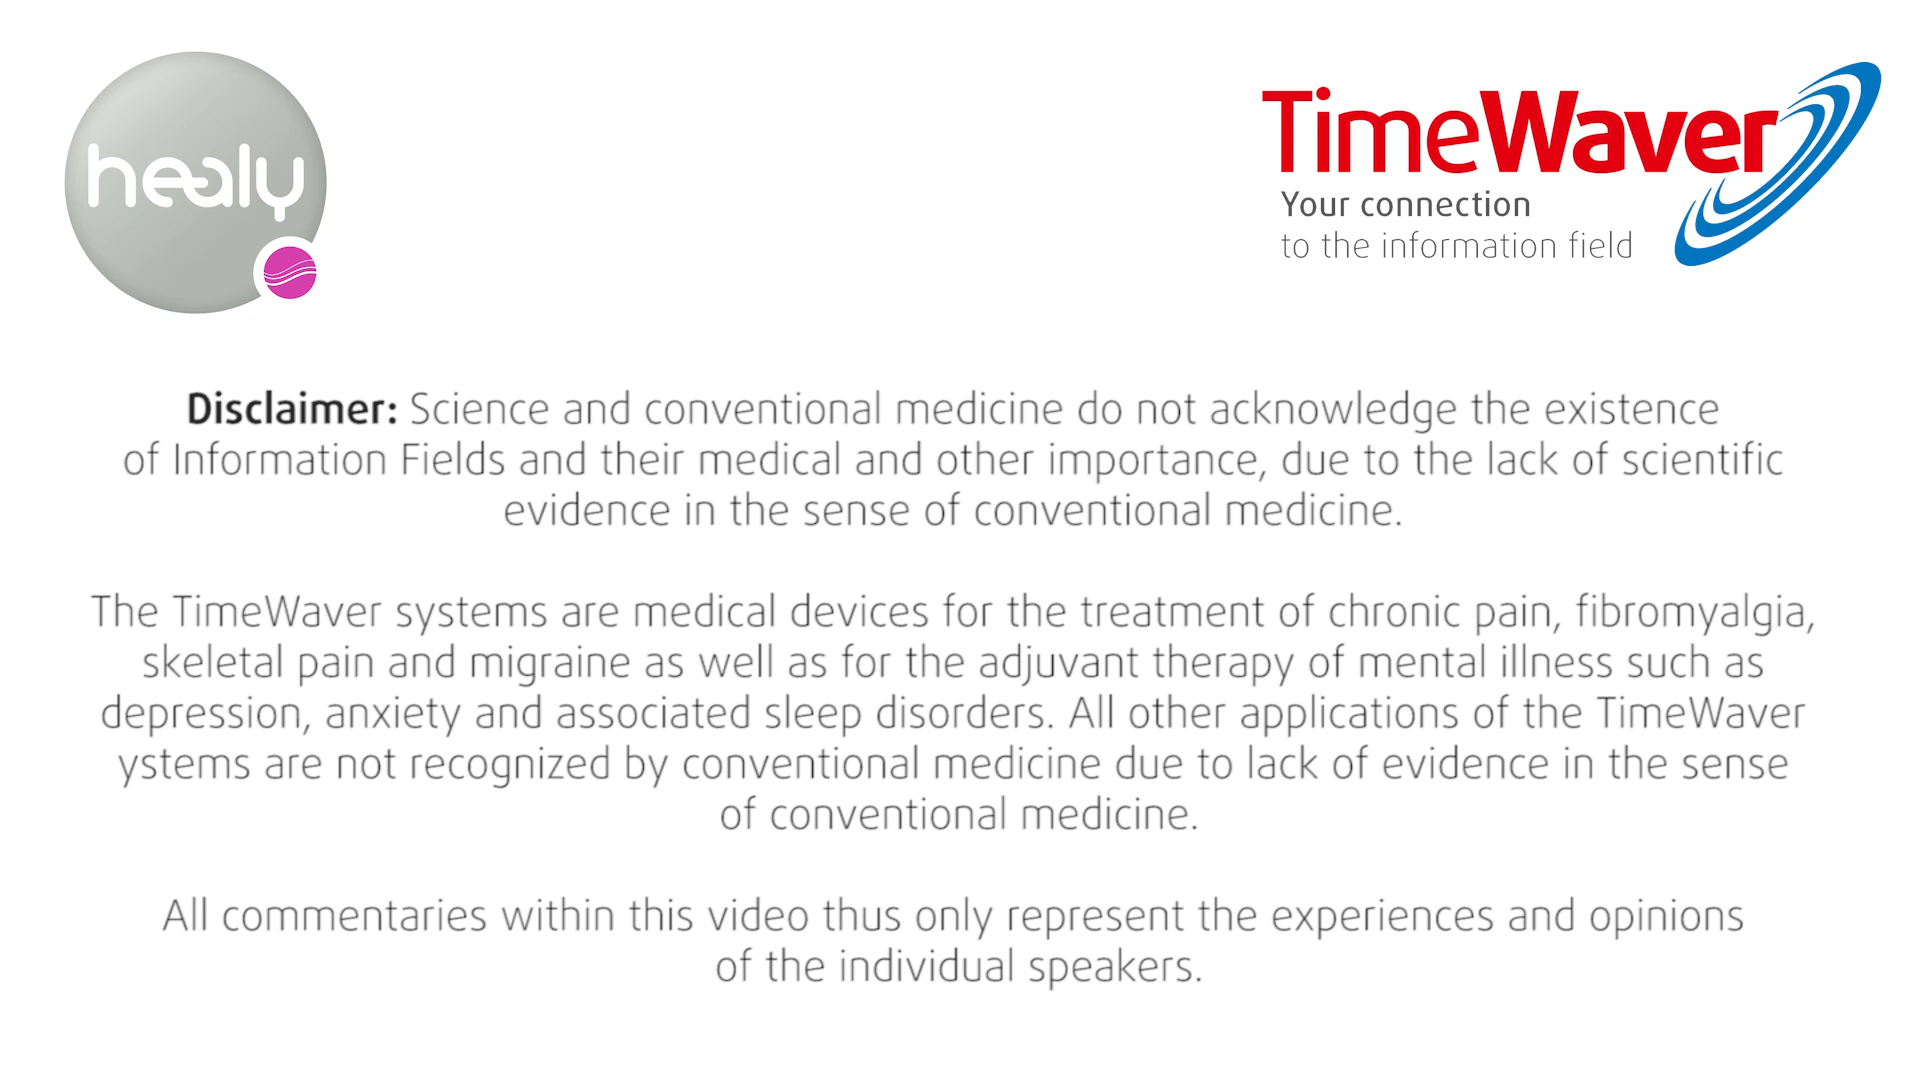 healy
TimeWaver
Your connection
to the information field
Disclaimer: Science and conventional medicine do not acknowledge the existence
of Information Fields and their medical and other importance, due to the lack of scientific
evidence in the sense of conventional medicine.
The TimeWaver systems are medical devices for the treatment of chronic pain, fibromyalgia,
skeletal pain and migraine as well as for the adjuvant therapy of mental illness such as
depression, anxiety and associated sleep disorders. All other applications of the TimeWaver
ystems are not recognized by conventional medicine due to lack of evidence in the sense
of conventional medicine.
All commentaries within this video thus only represent the experiences and opinions
of the individual speakers.